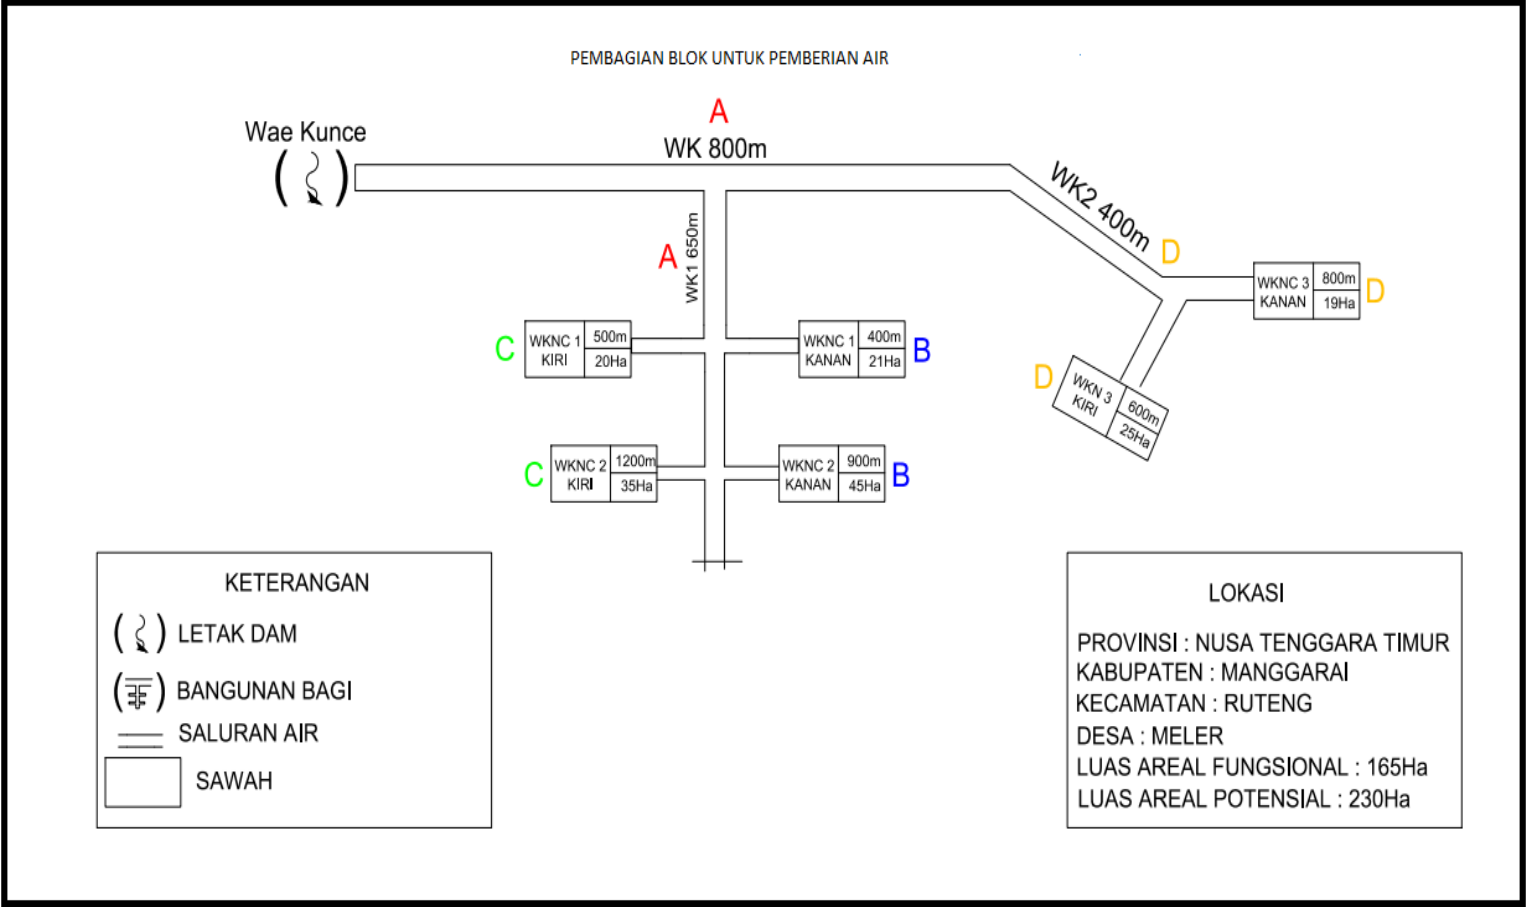 PEMBAGIAN BLOK UNTUK PEMBERIAN AIR
A
Wae Kunce
WK 800m
WK2 400m
A
WK1 650m
D
WKNC 3
KANAN
800m
19Ha
D
C
WKNC 1
KIRI
500m
20Ha
WKNC 1
KANAN
400m
21Ha
B
D
WKN 3
KIRI
600m
25Ha
C
WKNC 2
KIRI
1200m
35Ha
WKNC 2
KANAN
900m
45Ha
B
KETERANGAN
LETAK DAM
BANGUNAN BAGI
SALURAN AIR
SAWAH
LOKASI
PROVINSI : NUSA TENGGARA TIMUR
KABUPATEN : MANGGARAI
KECAMATAN : RUTENG
DESA : MELER
LUAS AREAL FUNGSIONAL : 165Ha
LUAS AREAL POTENSIAL : 230Ha